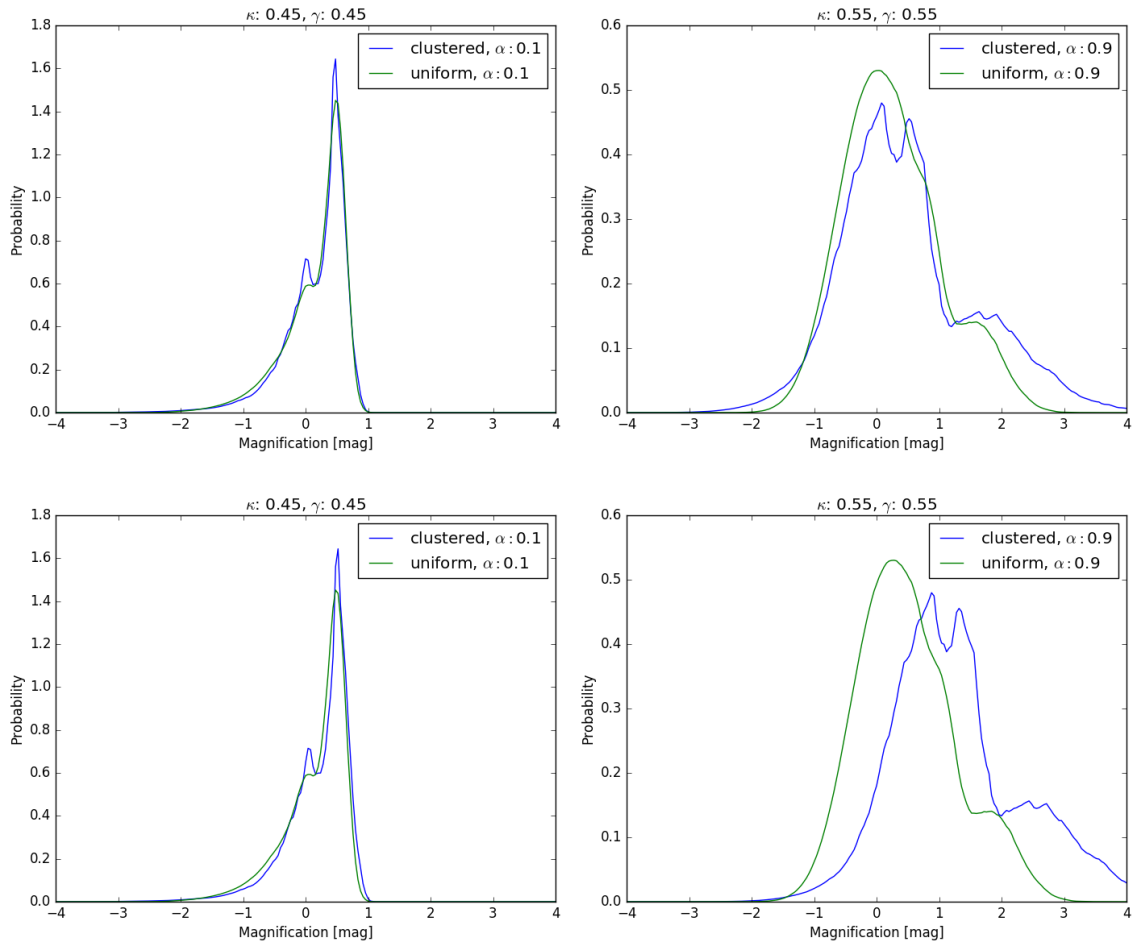 κ: 0.45, γ: 0.45
1.8
1.6
1.4
1.2
1.0
0.8
0.6
0.4
0.2
0.0
Probability
clustered, α: 0.1
uniform, α: 0.1
−4 −3 −2 −1 0 1 2 3 4
Magnification [mag]
κ: 0.55, γ: 0.55
0.6
0.5
0.4
0.3
0.2
0.1
0.0
Probability
clustered, α: 0.9
uniform, α: 0.9
−4 −3 −2 −1 0 1 2 3 4
Magnification [mag]
κ: 0.45, γ: 0.45
1.8
1.6
1.4
1.2
1.0
0.8
0.6
0.4
0.2
0.0
Probability
clustered, α: 0.1
uniform, α: 0.1
−4 −3 −2 −1 0 1 2 3 4
Magnification [mag]
κ: 0.55, γ: 0.55
0.6
0.5
0.4
0.3
0.2
0.1
0.0
Probability
clustered, α: 0.9
uniform, α: 0.9
−4 −3 −2 −1 0 1 2 3 4
Magnification [mag]